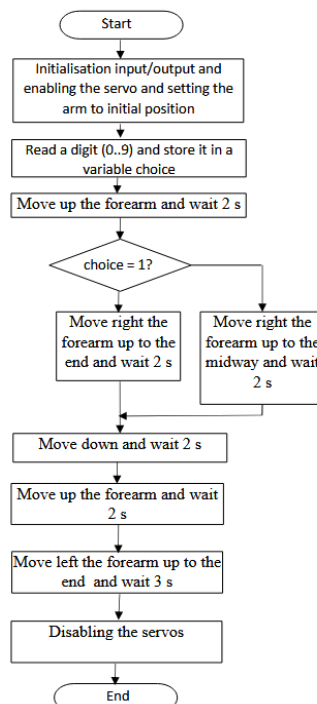 Start
Initialisation input/output and
enabling the servo and setting the
arm to initial position
Read a digit (0..9) and store it in a
variable choice
Move up the forearm and wait 2 s
choice = 1?
Move right
the forearm
up to the
end and wait 2 s
Move right the
forearm up to the
midway and wait
2 s
Move down and wait 2 s
Move up the forearm and wait
2 s
Move left the forearm up to the
end and wait 3 s
Disabling the servos
End